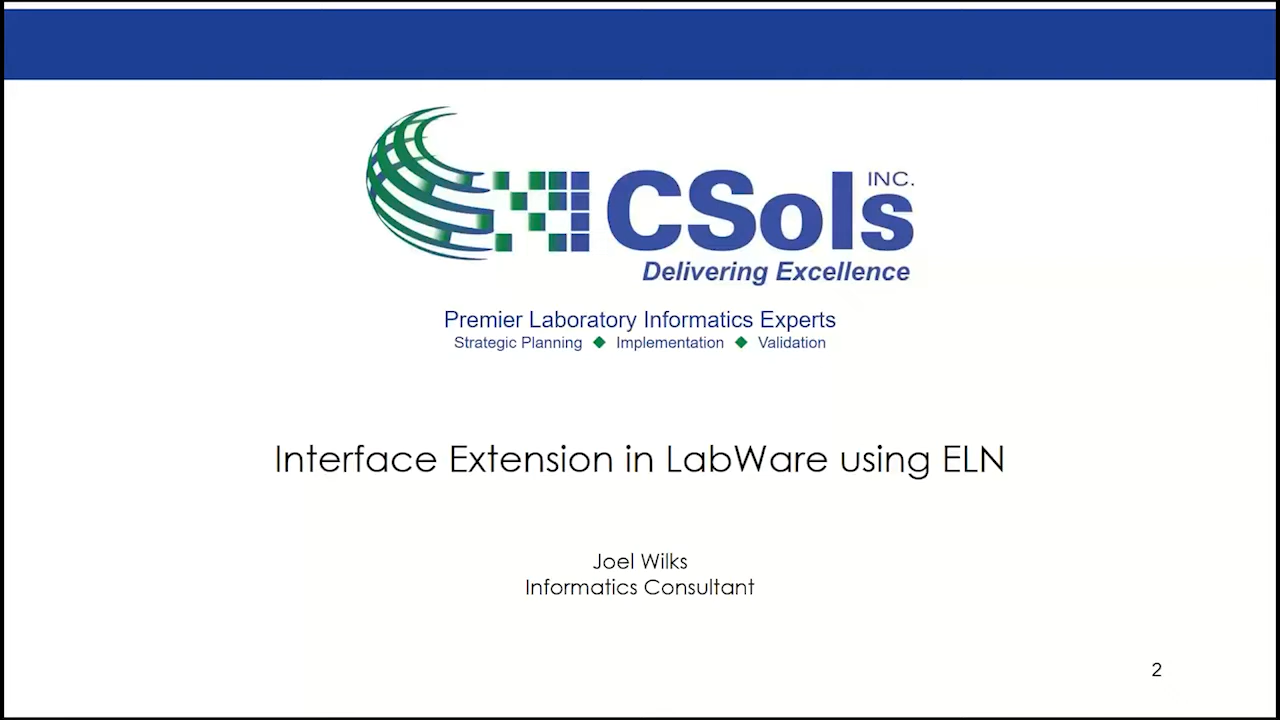 CSols INC.
Delivering Excellence
Premier Laboratory Informatics Experts
Strategic Planning ◆ Implementation ◆ Validation
Interface Extension in LabWare using ELN
Joel Wilks
Informatics Consultant
2